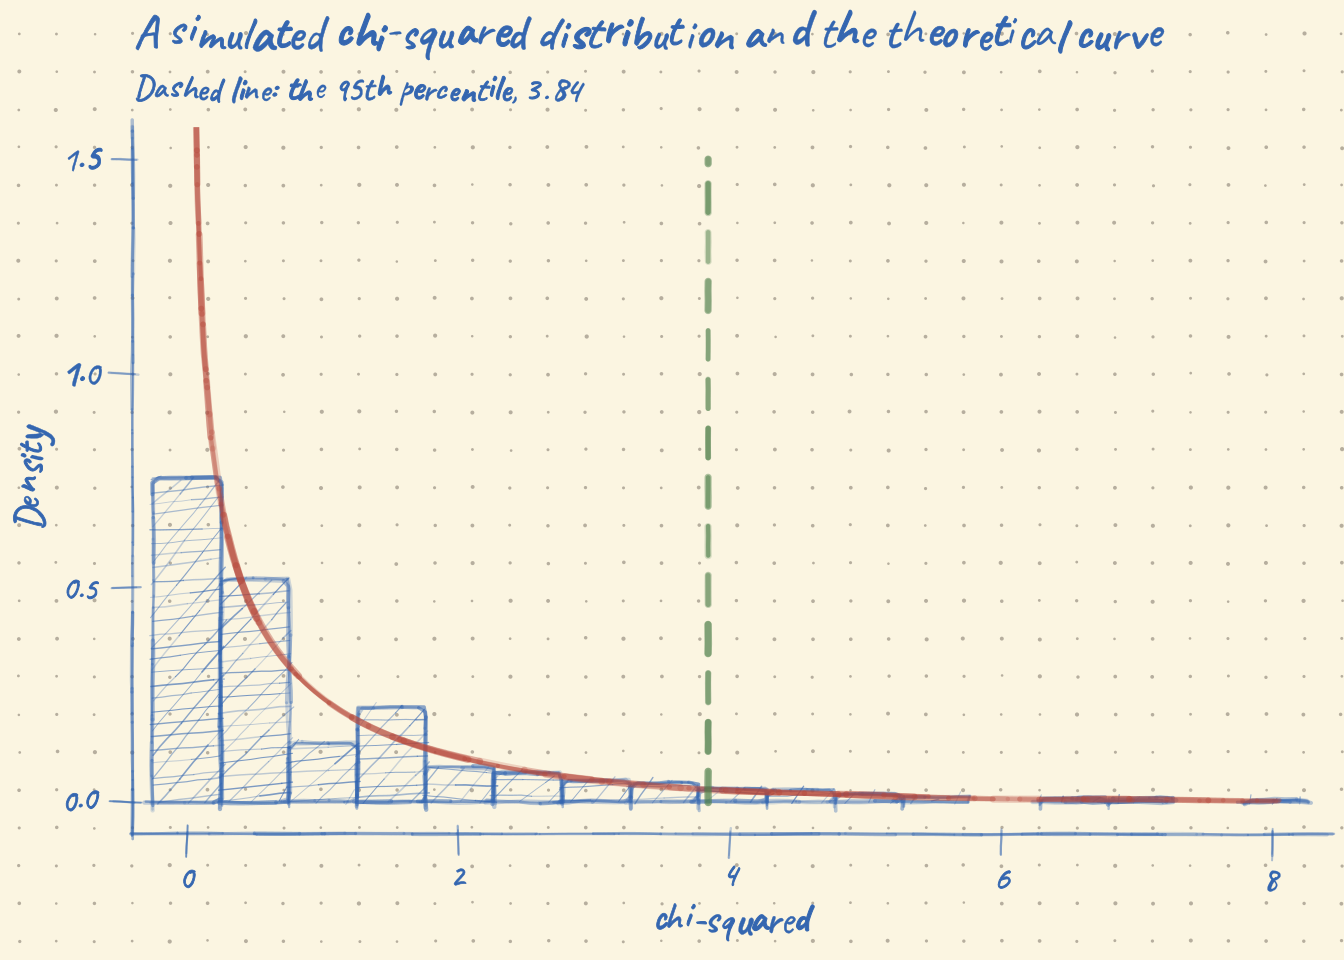 A simulated chi-squared distribution and the theoretical curve
Dashed line: the 95th percentile, 3.84
1.5
1.0
0.5
0.0
Density
0 2 4 6 8
chi-squared